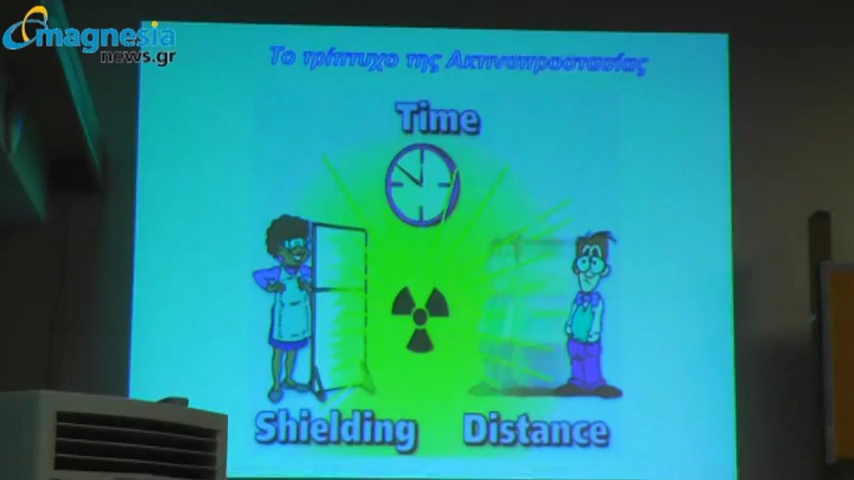 magnesia
news.gr
Το τρίπτυχο της Ακτινοπροστασίας
Time
Shielding
Distance